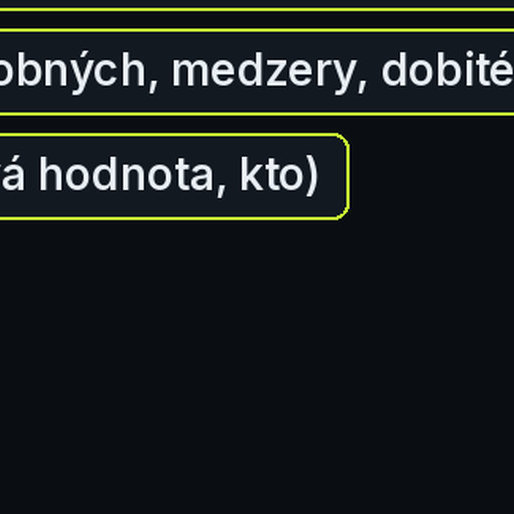 obných, medzery, dobité
á hodnota, kto)